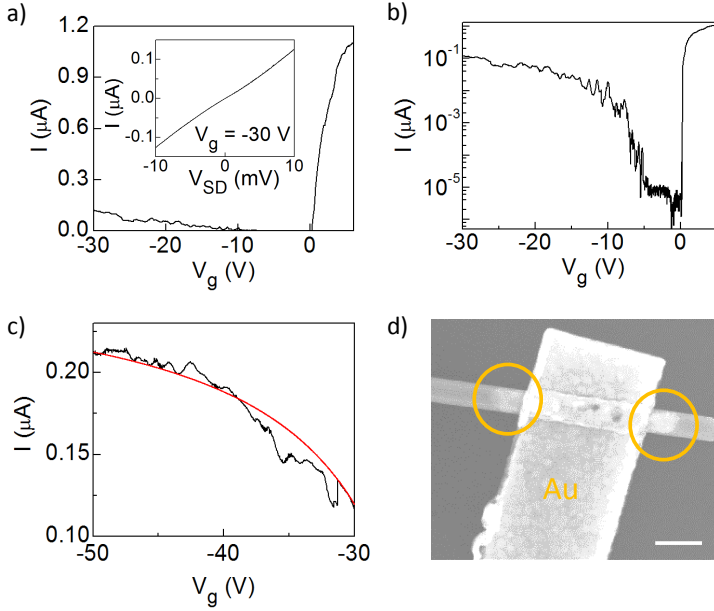 a)
1.2
0.9
0.6
0.3
0.0
I (μA)
-30 -20 -10 0
V_g (V)
0.1
0.0
-0.1
I (μA)
V_g = -30 V
-10 0 10
V_SD (mV)
b)
10^-1
10^-3
10^-5
I (μA)
-30 -20 -10 0
V_g (V)
c)
0.20
0.15
0.10
I (μA)
-50 -40 -30
V_g (V)
d)
Au